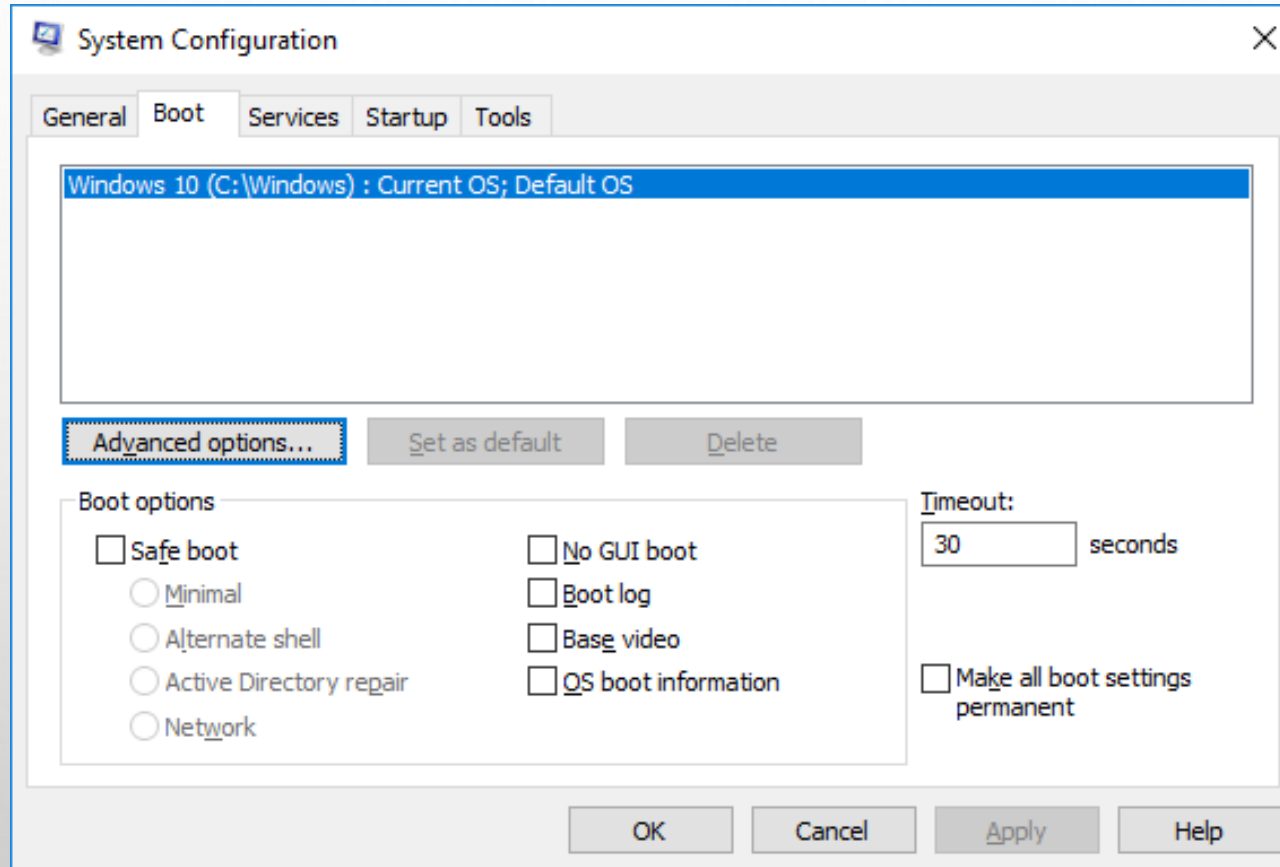 System Configuration
General Boot Services Startup Tools
Windows 10 (C:\Windows) : Current OS; Default OS
Advanced options... Set as default Delete
Boot options
Safe boot
Minimal
Alternate shell
Active Directory repair
Network
No GUI boot
Boot log
Base video
OS boot information
Timeout:
30 seconds
Make all boot settings
permanent
OK Cancel Apply Help